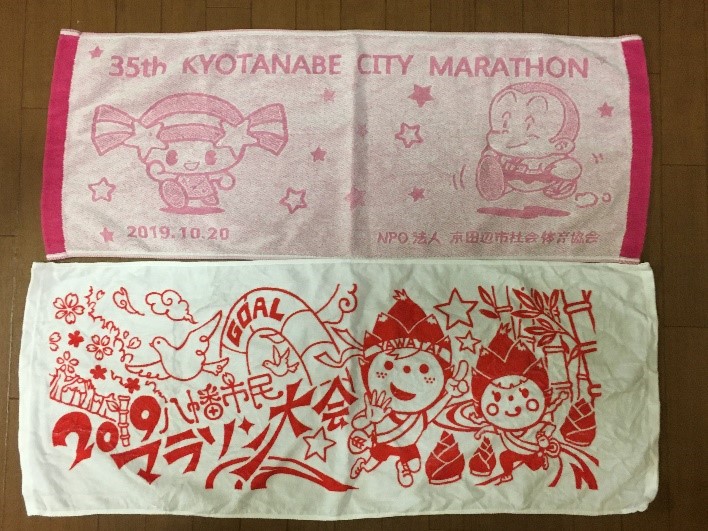 35th KYOTANABE CITY MARATHON
2019.10.20
NPO法人 京田辺市社会体育協会
GOAL
YAWATA!
2019八幡市民
マラソン大会